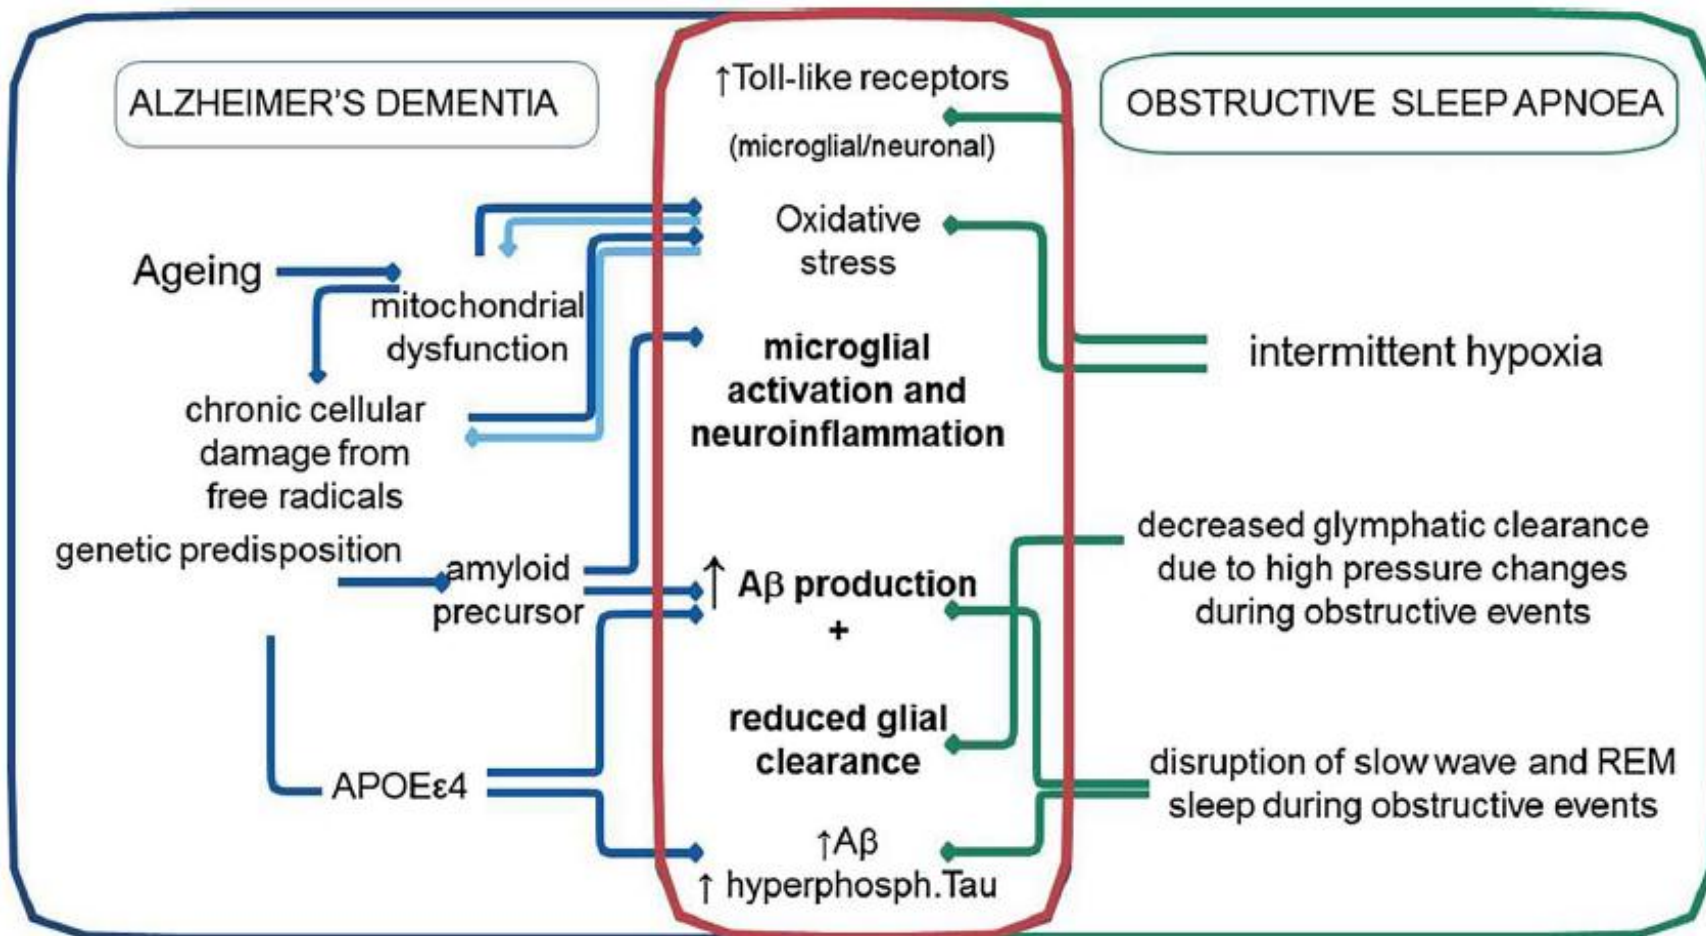 ALZHEIMER'S DEMENTIA
Ageing
mitochondrial
dysfunction
chronic cellular
damage from
free radicals
genetic predisposition
amyloid
precursor
APOEε4
↑Toll-like receptors
(microglial/neuronal)
Oxidative
stress
microglial
activation and
neuroinflammation
↑ Aβ production
+
reduced glial
clearance
↑Aβ
↑ hyperphosph.Tau
OBSTRUCTIVE SLEEP APNOEA
intermittent hypoxia
decreased glymphatic clearance
due to high pressure changes
during obstructive events
disruption of slow wave and REM
sleep during obstructive events